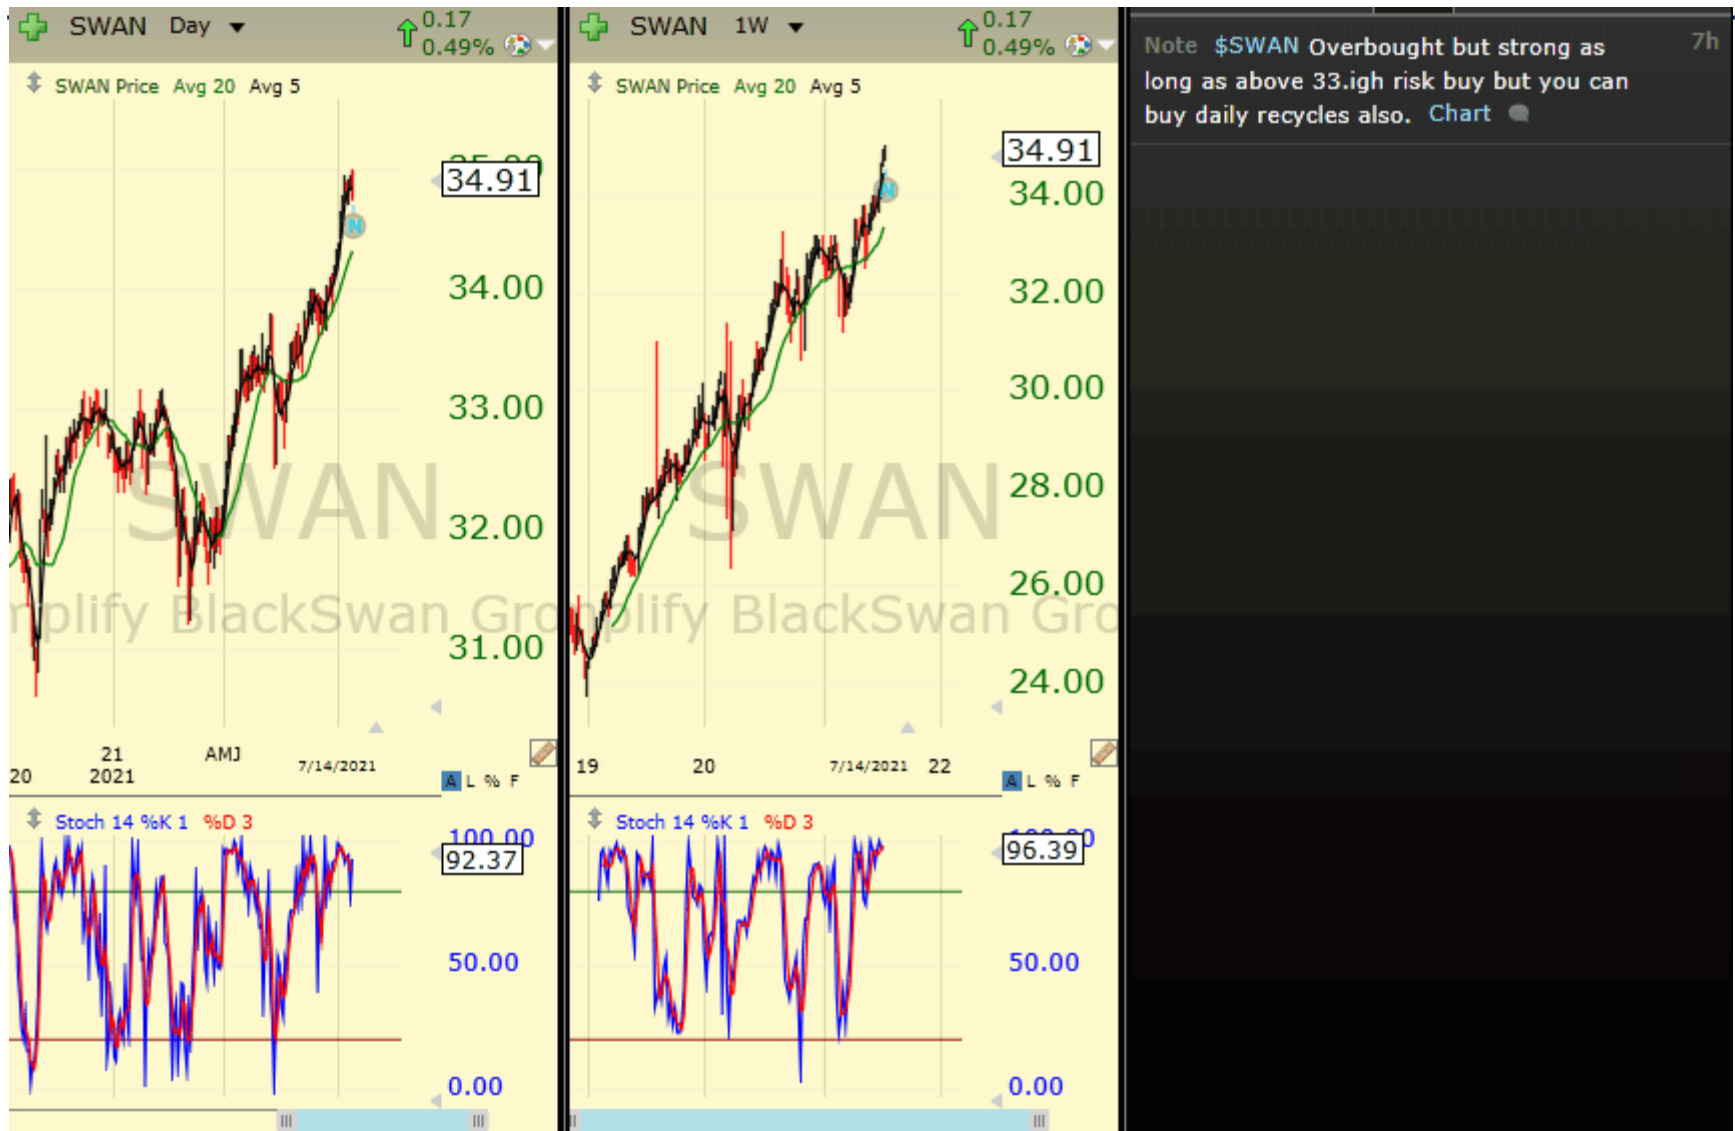 SWAN Day
0.17
0.49%
SWAN Price Avg 20 Avg 5
34.91
34.00
33.00
32.00
31.00
SWAN
mplify BlackSwan Gro
N
21
AMJ
7/14/2021
20
2021
A L % F
Stoch 14 %K 1 %D 3
100.00
92.37
50.00
0.00
SWAN 1W
0.17
0.49%
SWAN Price Avg 20 Avg 5
34.91
34.00
32.00
30.00
28.00
26.00
24.00
SWAN
mplify BlackSwan Gro
N
19
20
7/14/2021
22
A L % F
Stoch 14 %K 1 %D 3
96.39
50.00
0.00
Note $SWAN Overbought but strong as
7h
long as above 33.igh risk buy but you can
buy daily recycles also. Chart